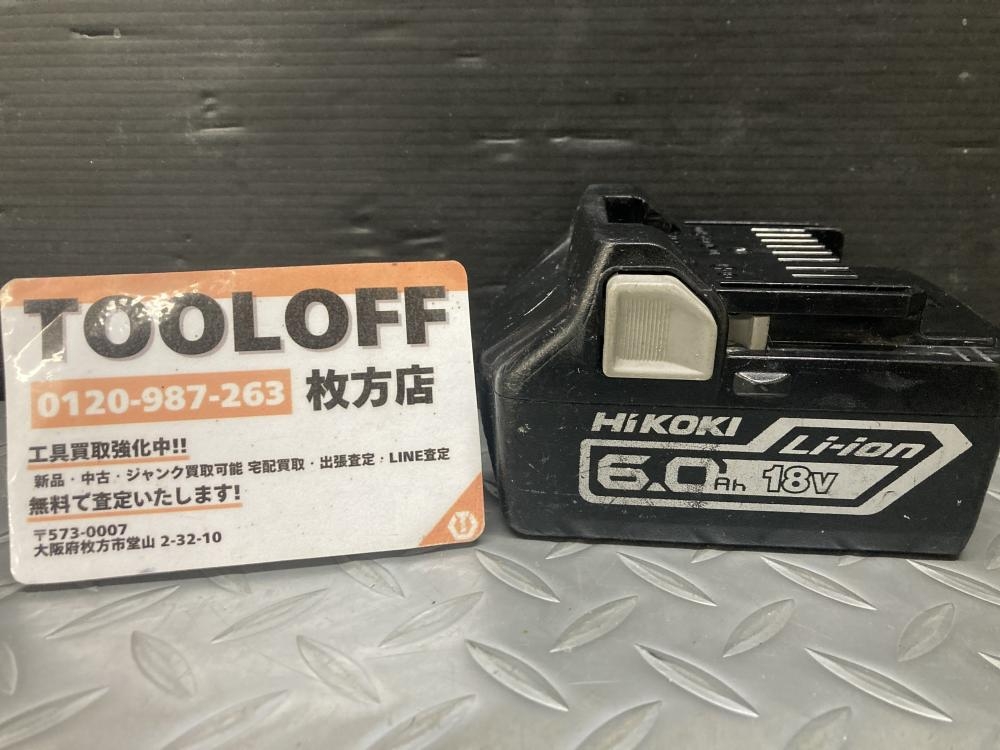 TOOLOFF
0120-987-263 枚方店
工具買取強化中!!
新品・中古・ジャンク買取可能 宅配買取・出張査定・LINE査定
無料で査定いたします!
〒573-0007
大阪府枚方市堂山 2-32-10
HiKOKI
Li-ion
6.0Ah 18V